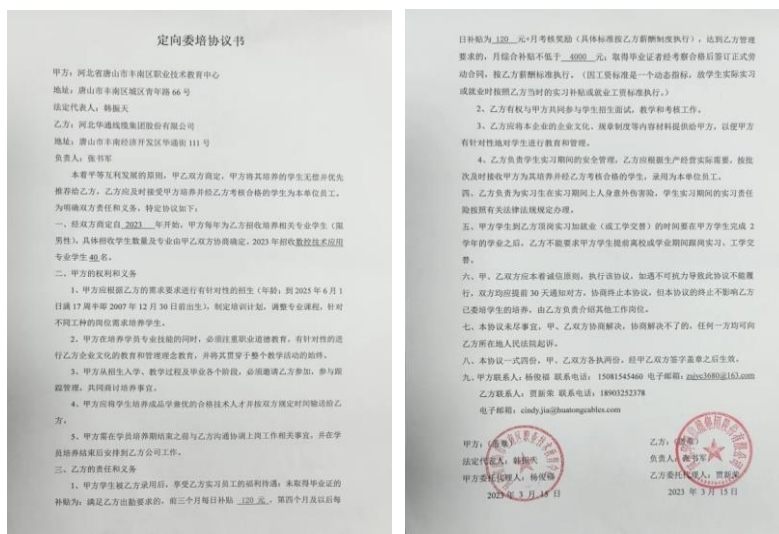 定向委培协议书
甲方：河北省唐山市丰南区职业技术教育中心
地址：唐山市丰南区城区青年路 66 号
法定代表人：韩振天
乙方：河北华通线缆集团股份有限公司
地址：唐山市丰南经济开发区华通街 111 号
负责人：张书军
本着平等互利发展的原则，甲乙双方商定，甲方将其培养的学生无偿并优先
推荐给乙方，乙方应及时接受甲方培养并经乙方考核合格的学生为本单位员工。
为明确双方责任和义务，特定协议如下：
一、经双方商定自 2023 年开始，甲方每年为乙方招收培养相关专业学生（限
男性），具体招收学生数量及专业由甲乙双方协商确定，2023 年招收数控技术应用
专业学生 40 名。
二、甲方的权利和义务
1、甲方应根据乙方的需求要求进行有针对性的招生（年龄：到 2025 年 6 月 1
日满 17 周半即 2007 年 12 月 30 日前出生），制定培训计划，调整专业课程，针对
不同工种的岗位需求培养学生。
2、甲方在培养学员专业技能的同时，必须注重职业道德教育，有针对性的进
行乙方企业文化的教育和管理理念教育，并将其贯穿于整个教学活动的始终。
3、甲方从招生入学、教学过程及毕业各个阶段，必须邀请乙方参加，参与跟
踪管理，共同商讨培养事宜。
4、甲方应将学生培养成品学兼优的合格技术人才并按双方规定时间输送给乙
方。
5、甲方需在学员培养期结束之前与乙方沟通协调上岗工作相关事宜，并在学
员培养结束后安排到乙方公司工作。
三、乙方的责任和义务
1、甲方学生被乙方录用后，享受乙方实习员工的福利待遇：未取得毕业证的
补贴为：满足乙方出勤要求的，前三个月每日补贴 120 元，第四个月及以后每
日补贴为 120 元+月考核奖励（具体标准按乙方薪酬制度执行），达到乙方管理
要求的，月综合补贴不低于 4000 元；取得毕业证者经考察合格后签订正式劳
动合同，按乙方薪酬标准执行。（因工资标准是一个动态指标，故学生实际实习
或就业时按照乙方当时的实习补贴或就业工资标准执行。）
2、乙方有权与甲方共同参与学生招生面试，教学和考核工作。
3、乙方应将本企业的企业文化、规章制度等内容材料提供给甲方，以便甲方
有针对性地对学生进行教育和管理。
4、乙方负责学生实习期间的安全管理，乙方应根据生产经营实际需要，按批
次及时接收甲方为其培养并经乙方考核合格的学生，录用为本单位员工。
四、乙方负责为实习生在实习期间上人身意外伤害险，学生实习期间的实习责任
险按照有关法律法规规定办理。
五、甲方学生到乙方顶岗实习加就业（或工学交替）的时间要在甲方学生完成 2
学年的学业之后，乙方不能要求甲方学生提前离校或学业期间跟岗实习、工学交
替。
六、甲、乙双方应本着诚信原则，执行该协议，如遇不可抗力导致此协议不能履
行，双方均应提前 30 天通知对方，协商终止本协议，但本协议的终止不影响乙方
已委培学生的培养，由乙方负责介绍其他工作岗位。
七、本协议未尽事宜，甲、乙双方协商解决，协商解决不了的，任何一方均可向
乙方所在地人民法院起诉。
八、本协议一式四份，甲、乙双方各执两份，经甲乙双方签字盖章之后生效。
九、甲方联系人：杨俊福 联系电话： 15081545460 电子邮箱：zsjyc3680@163.com
乙方联系人：贾新荣 联系电话：18903252378
电子邮箱：cindy.jia@huatongcables.com
甲方：（签章）
法定代表人：韩振天
甲方委托代理人：杨俊福
2023 年 3 月 15 日
乙方：（签章）
负责人：张书军
乙方委托代理人：贾新荣
2023 年 3 月 15 日